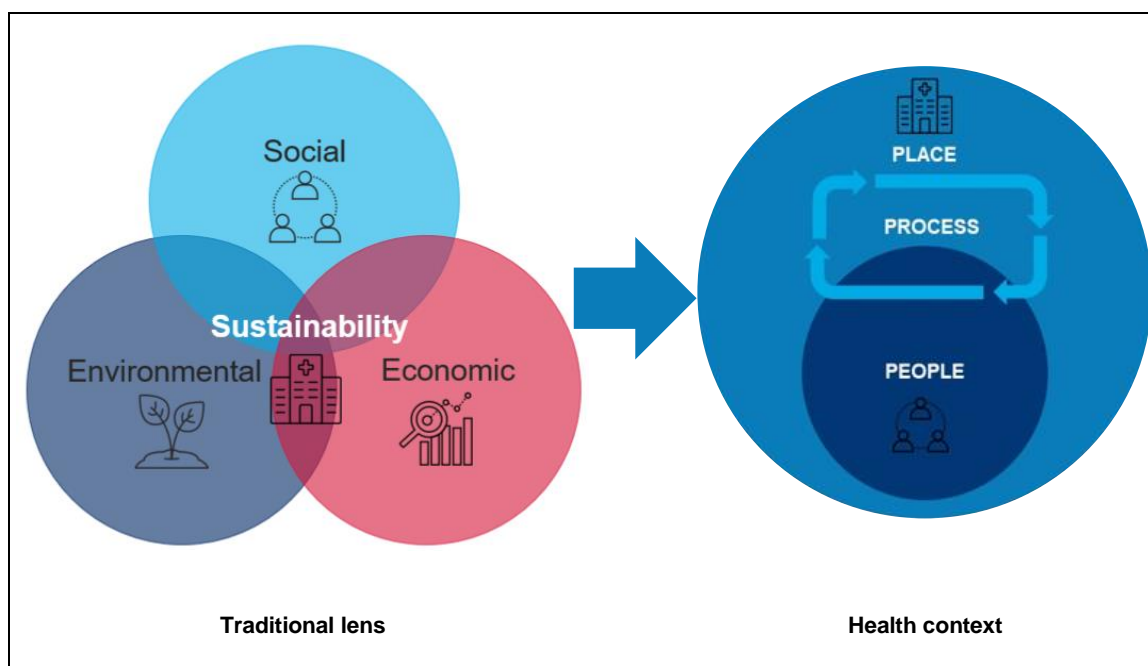 Social
Sustainability
Environmental
Economic
PLACE
PROCESS
PEOPLE
Traditional lens
Health context